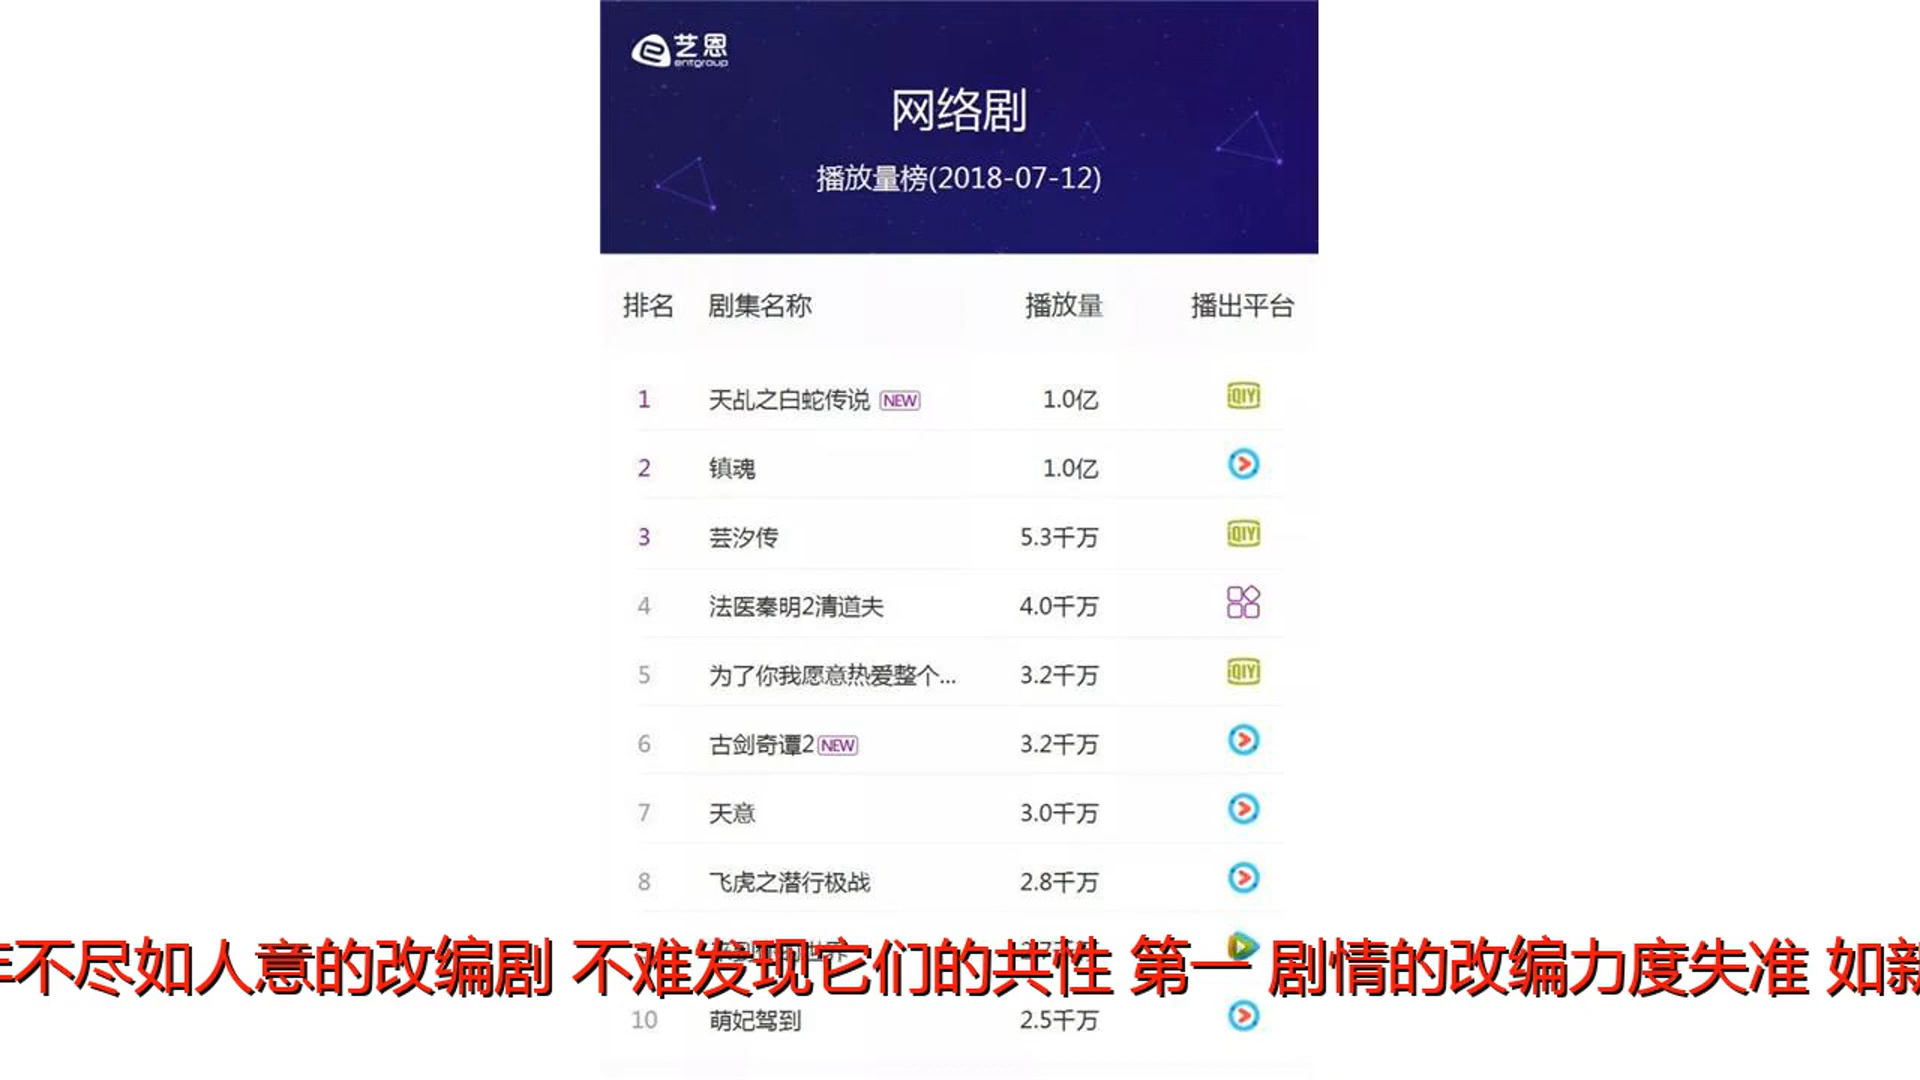 艺恩
entgroup
网络剧
播放量榜(2018-07-12)
排名 剧集名称 播放量 播出平台
1 天乩之白蛇传说 NEW 1.0亿 iQIYI
2 镇魂 1.0亿
3 芸汐传 5.3千万 iQIYI
4 法医秦明2清道夫 4.0千万
5 为了你我愿意热爱整个... 3.2千万 iQIYI
6 古剑奇谭2 NEW 3.2千万
7 天意 3.0千万
8 飞虎之潜行极战 2.8千万
不尽如人意的改编剧 不难发现它们的共性 第一 剧情的改编力度失准 如新
10 萌妃驾到 2.5千万